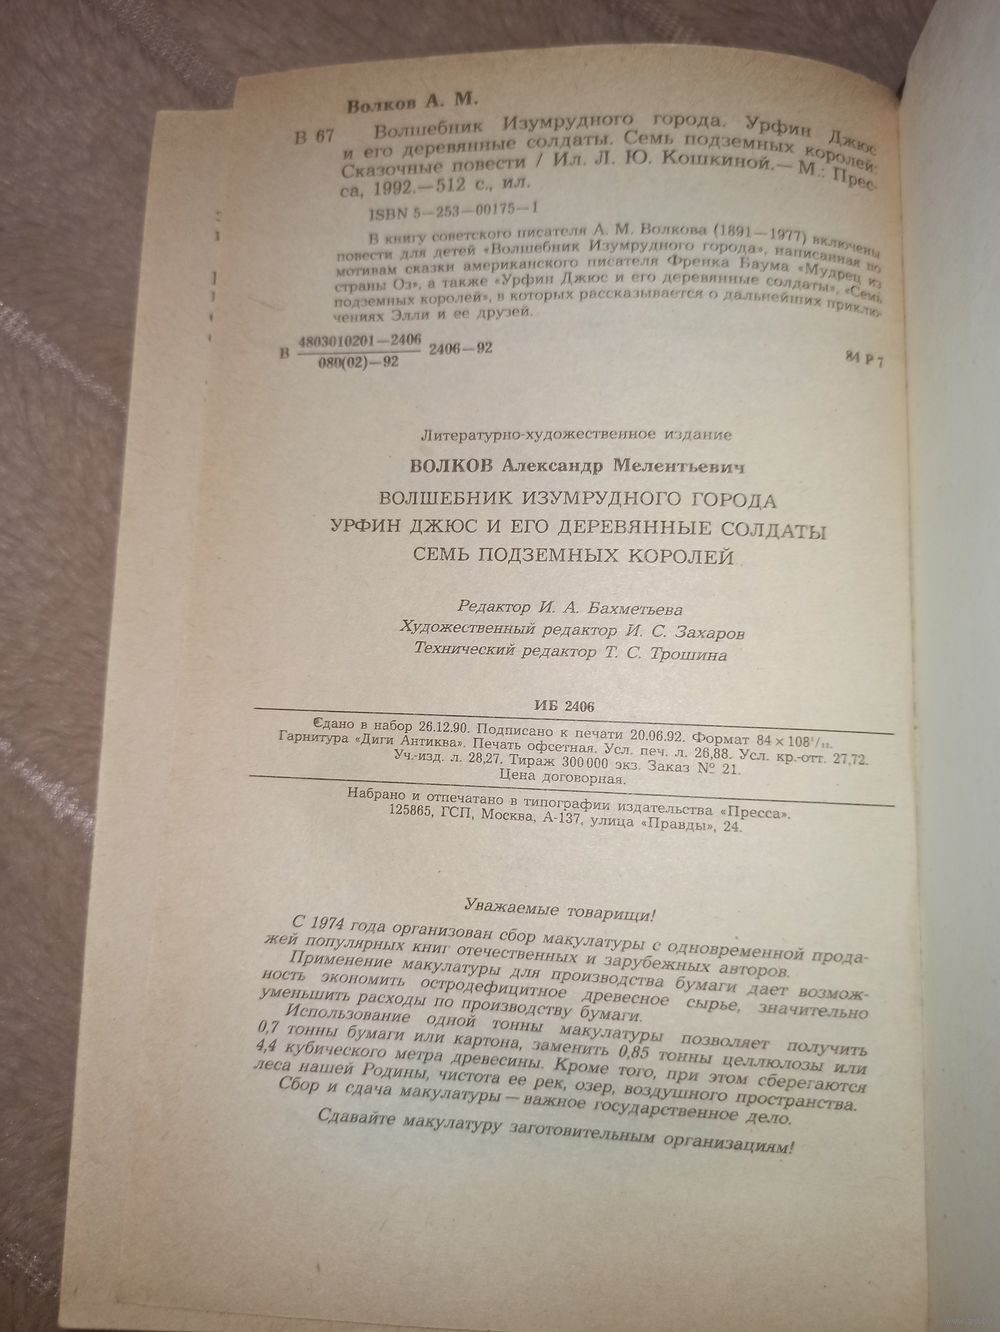 Волков А. М.
В 67 Волшебник Изумрудного города. Урфин Джюс
и его деревянные солдаты. Семь подземных королей:
Сказочные повести / Ил. Л. Ю. Кошкиной.— М.: Прес-
са, 1992.—512 с., ил.
ISBN 5—253—00175—1
В книгу советского писателя А. М. Волкова (1891—1977) включены
повести для детей «Волшебник Изумрудного города», написанная по
мотивам сказки американского писателя Френка Баума «Мудрец из
страны Оз», а также «Урфин Джюс и его деревянные солдаты», «Семь
подземных королей», в которых рассказывается о дальнейших приклю-
чениях Элли и ее друзей.
В 4803010201—2406
080(02)—92 2406—92
84 Р 7
Литературно-художественное издание
ВОЛКОВ Александр Мелентьевич
ВОЛШЕБНИК ИЗУМРУДНОГО ГОРОДА
УРФИН ДЖЮС И ЕГО ДЕРЕВЯННЫЕ СОЛДАТЫ
СЕМЬ ПОДЗЕМНЫХ КОРОЛЕЙ
Редактор И. А. Бахметьева
Художественный редактор И. С. Захаров
Технический редактор Т. С. Трошина
ИБ 2406
Сдано в набор 26.12.90. Подписано к печати 20.06.92. Формат 84×108¹/₃₂.
Гарнитура «Диги Антиква». Печать офсетная. Усл. печ. л. 26,88. Усл. кр.-отт. 27,72.
Уч.-изд. л. 28,27. Тираж 300 000 экз. Заказ № 21.
Цена договорная.
Набрано и отпечатано в типографии издательства «Пресса».
125865, ГСП, Москва, А-137, улица «Правды», 24.
Уважаемые товарищи!
С 1974 года организован сбор макулатуры с одновременной прода-
жей популярных книг отечественных и зарубежных авторов.
Применение макулатуры для производства бумаги дает возмож-
ность экономить остродефицитное древесное сырье, значительно
уменьшить расходы по производству бумаги.
Использование одной тонны макулатуры позволяет получить
0,7 тонны бумаги или картона, заменить 0,85 тонны целлюлозы или
4,4 кубического метра древесины. Кроме того, при этом сберегаются
леса нашей Родины, чистота ее рек, озер, воздушного пространства.
Сбор и сдача макулатуры — важное государственное дело.
Сдавайте макулатуру заготовительным организациям!